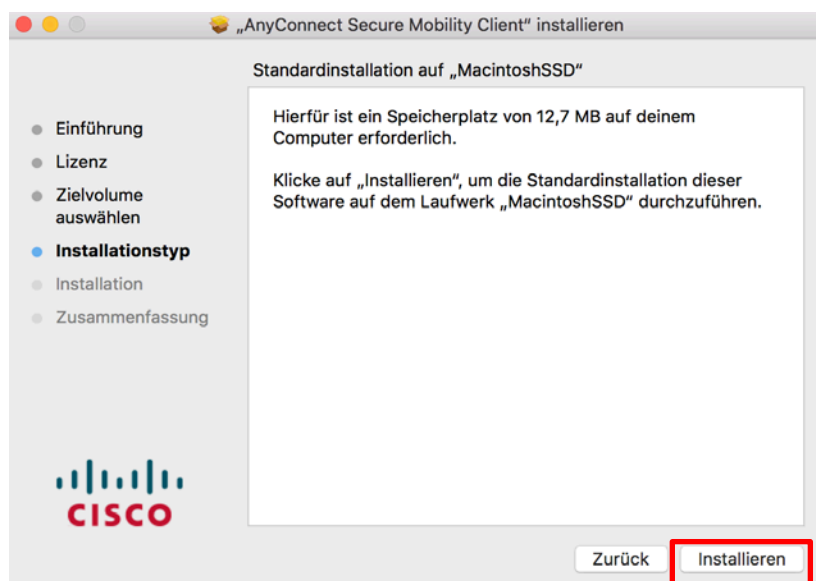 „AnyConnect Secure Mobility Client“ installieren
Standardinstallation auf „MacintoshSSD“
Einführung
Lizenz
Zielvolume
auswählen
Installationstyp
Installation
Zusammenfassung
Hierfür ist ein Speicherplatz von 12,7 MB auf deinem
Computer erforderlich.
Klicke auf „Installieren“, um die Standardinstallation dieser
Software auf dem Laufwerk „MacintoshSSD“ durchzuführen.
CISCO
Zurück
Installieren